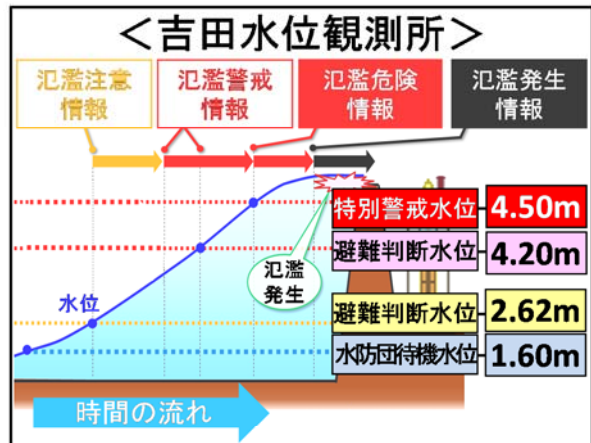 ＜吉田水位観測所＞
氾濫注意
情報
氾濫警戒
情報
氾濫危険
情報
氾濫発生
情報
特別警戒水位 4.50m
避難判断水位 4.20m
氾濫
発生
水位
避難判断水位 2.62m
水防団待機水位 1.60m
時間の流れ